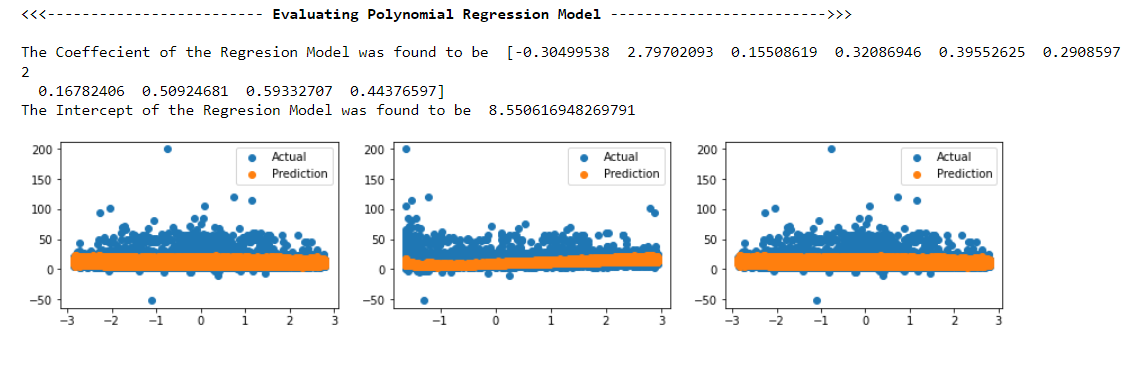 <<<------------------------- Evaluating Polynomial Regression Model ------------------------->>>
The Coeffecient of the Regresion Model was found to be  [-0.30499538  2.79702093  0.15508619  0.32086946  0.39552625  0.2908597
2
  0.16782406  0.50924681  0.59332707  0.44376597]
The Intercept of the Regresion Model was found to be  8.550616948269791
200
150
100
50
0
−50
−3 −2 −1 0 1 2 3
Actual
Prediction
200
150
100
50
0
−50
−1 0 1 2 3
Actual
Prediction
200
150
100
50
0
−50
−3 −2 −1 0 1 2 3
Actual
Prediction